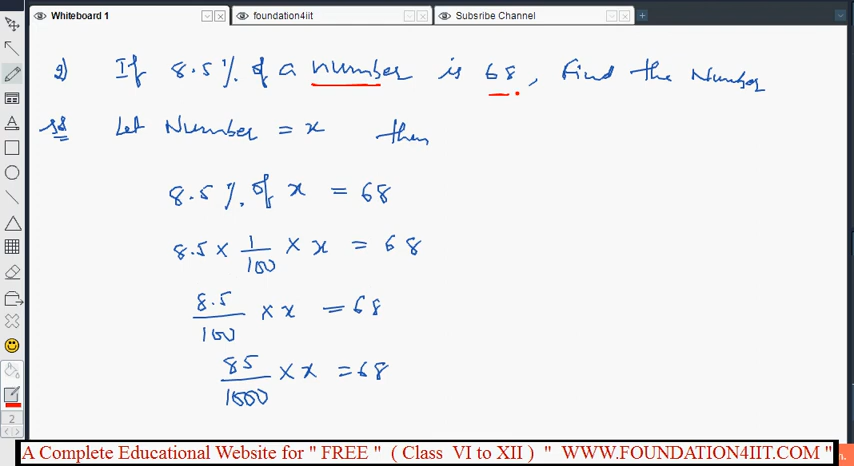 Whiteboard 1 foundation4iit Subsribe Channel
2) If 8.5% of a number is 68, Find the Number
Sol Let Number = x then
8.5% of x = 68
8.5 × 1/100 × x = 68
8.5/100 × x = 68
85/1000 × x = 68
2
A Complete Educational Website for " FREE " ( Class VI to XII ) " WWW.FOUNDATION4IIT.COM "